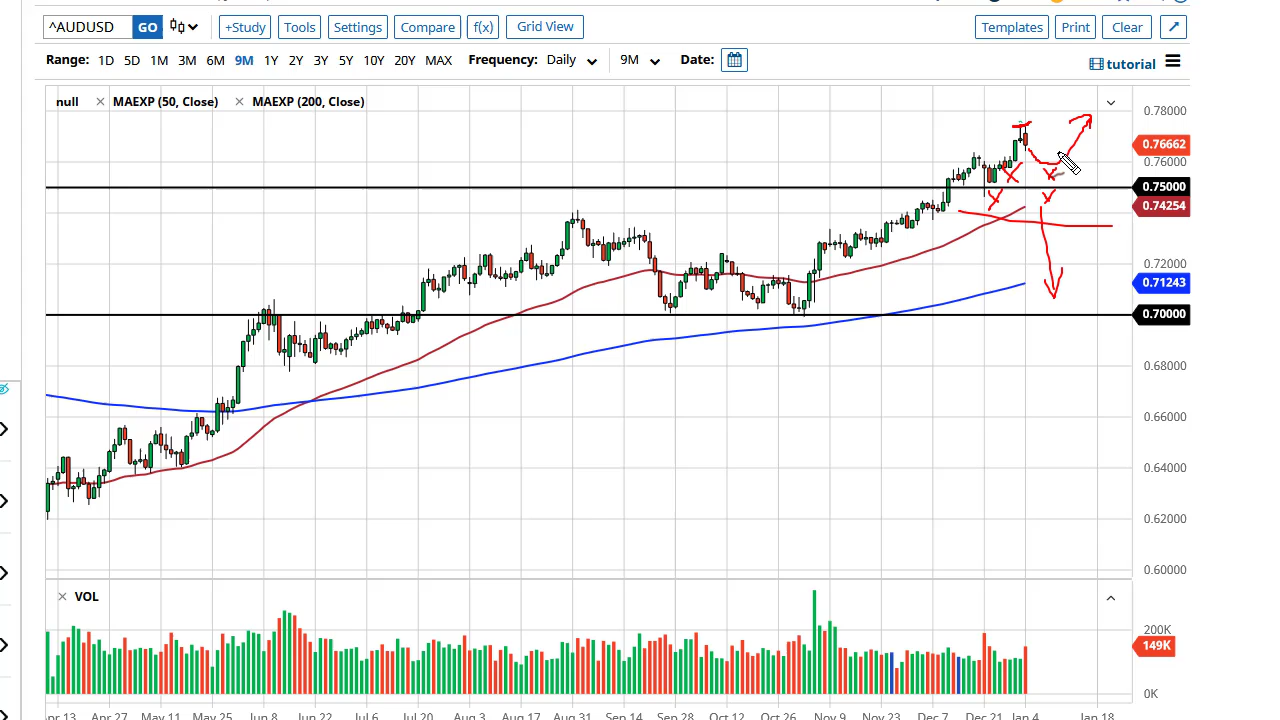 ^AUDUSD GO +Study Tools Settings Compare f(x) Grid View Templates Print Clear
Range: 1D 5D 1M 3M 6M 9M 1Y 2Y 3Y 5Y 10Y 20Y MAX Frequency: Daily 9M Date: tutorial
null × MAEXP (50, Close) × MAEXP (200, Close)
0.78000
0.76662
0.76000
0.75000
0.74254
0.72000
0.71243
0.70000
0.68000
0.66000
0.64000
0.62000
0.60000
× VOL
200K
149K
0K
Apr 27 May 11 May 25 Jun 8 Jun 22 Jul 6 Jul 20 Aug 3 Aug 17 Aug 31 Sep 14 Sep 28 Oct 12 Oct 26 Nov 9 Nov 23 Dec 7 Dec 21 Jan 4 Jan 18